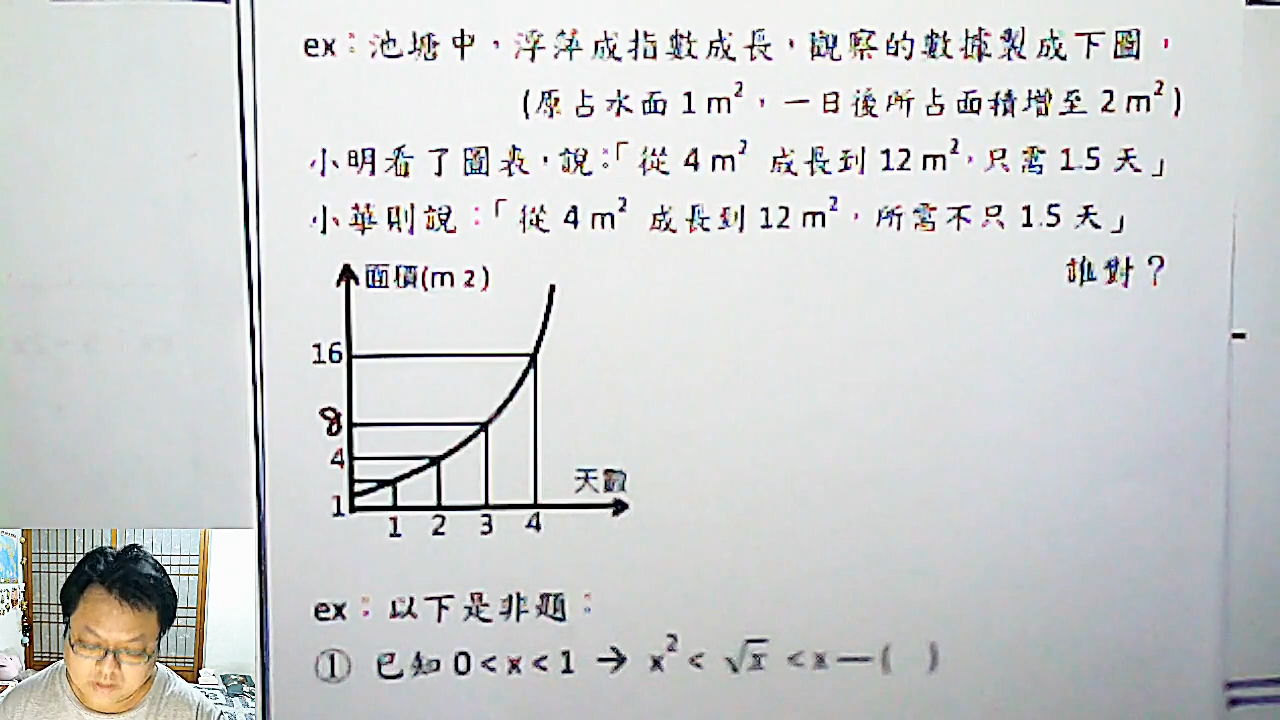 ex：池塘中，浮萍成指數成長，觀察的數據製成下圖，
(原占水面 1 m²，一日後所占面積增至 2 m²)
小明看了圖表，說：「從 4 m² 成長到 12 m²，只需 1.5 天」
小華則說：「從 4 m² 成長到 12 m²，所需不只 1.5 天」
誰對？
面積(m 2)
16
8
4
1
天數
1 2 3 4
ex：以下是非題：
① 已知 0 < x < 1 → x² < √x < x —( )